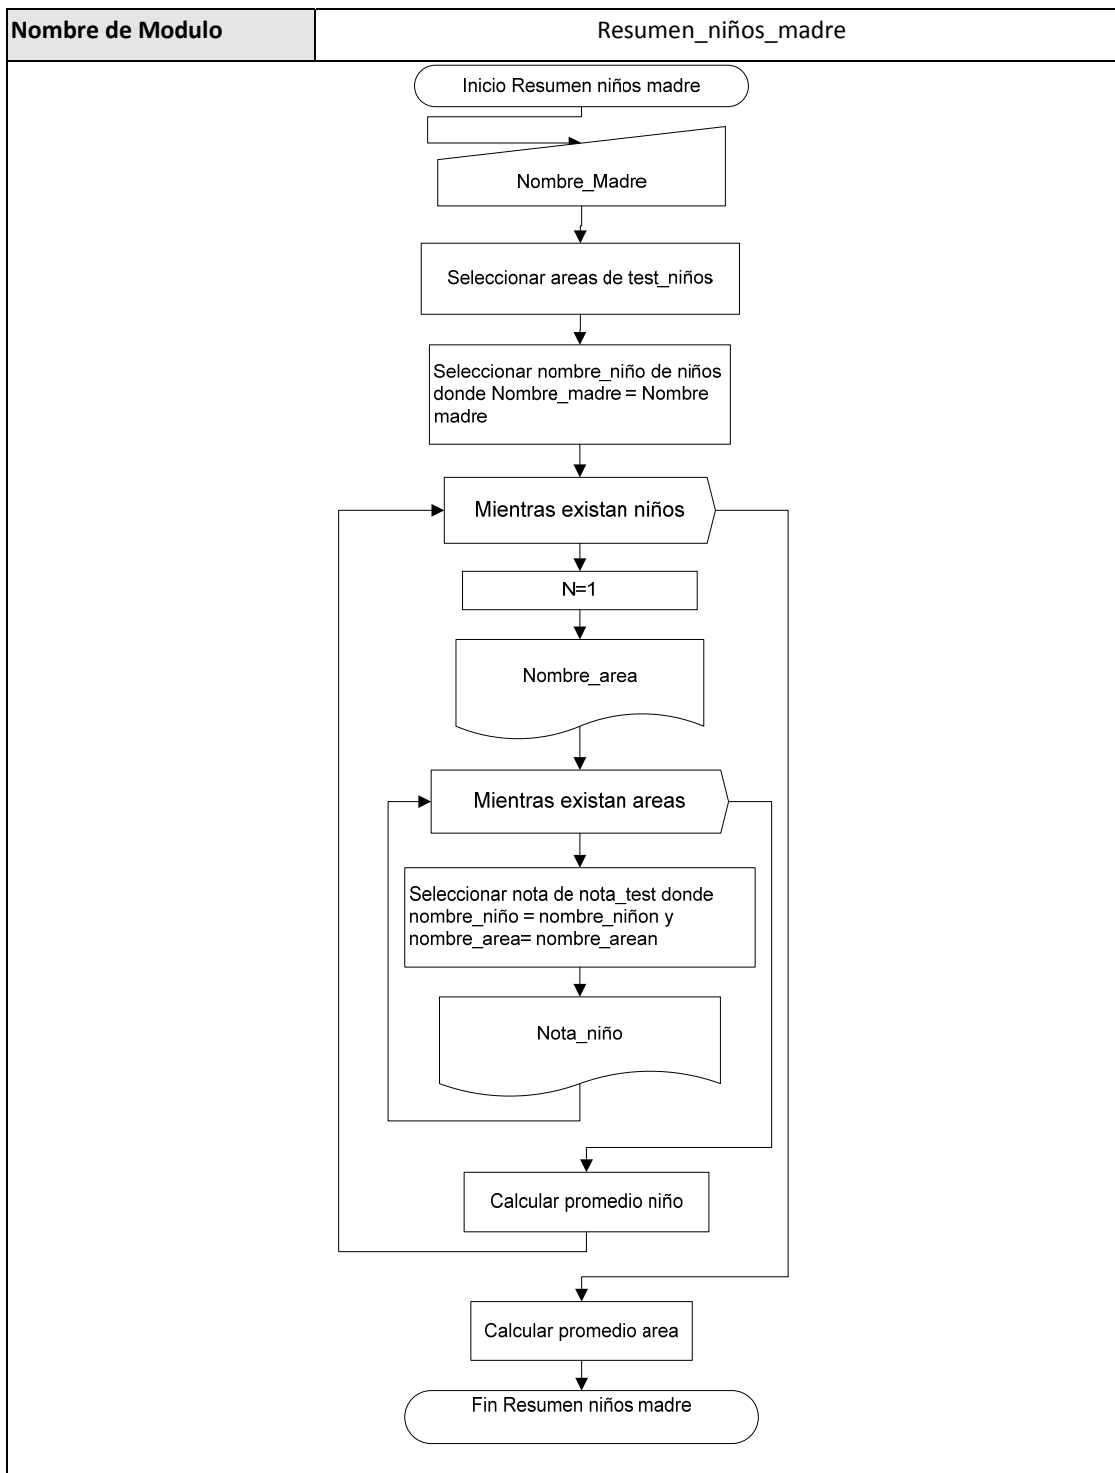 Nombre de Modulo
Resumen_niños_madre
Inicio Resumen niños madre
Nombre_Madre
Seleccionar areas de test_niños
Seleccionar nombre_niño de niños
donde Nombre_madre = Nombre
madre
Mientras existan niños
N=1
Nombre_area
Mientras existan areas
Seleccionar nota de nota_test donde
nombre_niño = nombre_niñon y
nombre_area= nombre_arean
Nota_niño
Calcular promedio niño
Calcular promedio area
Fin Resumen niños madre